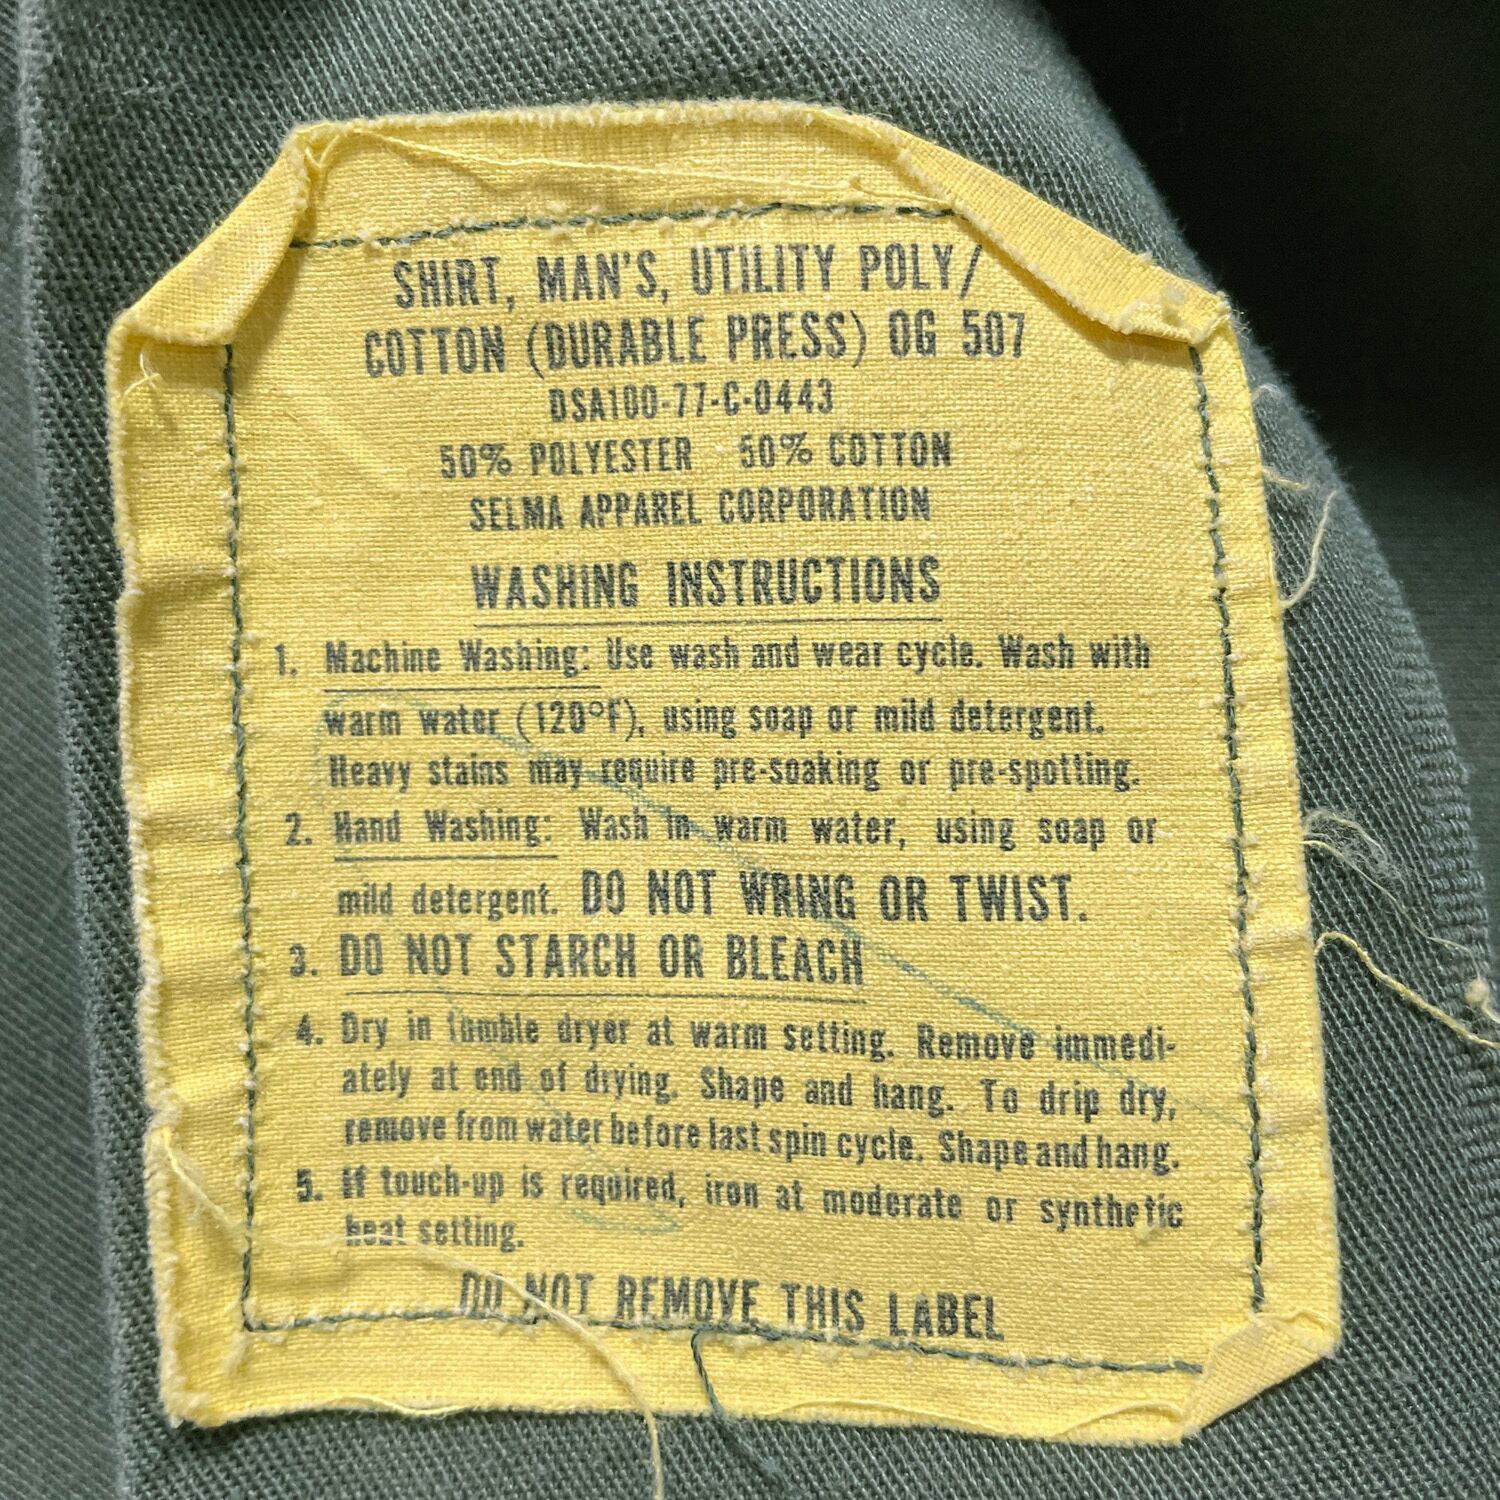 SHIRT, MAN'S, UTILITY POLY/
COTTON (DURABLE PRESS) OG 507
DSA100-77-C-0443
50% POLYESTER 50% COTTON
SELMA APPAREL CORPORATION
WASHING INSTRUCTIONS
1. Machine Washing: Use wash and wear cycle. Wash with
warm water (120°F), using soap or mild detergent.
Heavy stains may require pre-soaking or pre-spotting.
2. Hand Washing: Wash in warm water, using soap or
mild detergent. DO NOT WRING OR TWIST.
3. DO NOT STARCH OR BLEACH
4. Dry in tumble dryer at warm setting. Remove immedi-
ately at end of drying. Shape and hang. To drip dry,
remove from water before last spin cycle. Shape and hang.
5. If touch-up is required, iron at moderate or synthetic
heat setting.
DO NOT REMOVE THIS LABEL